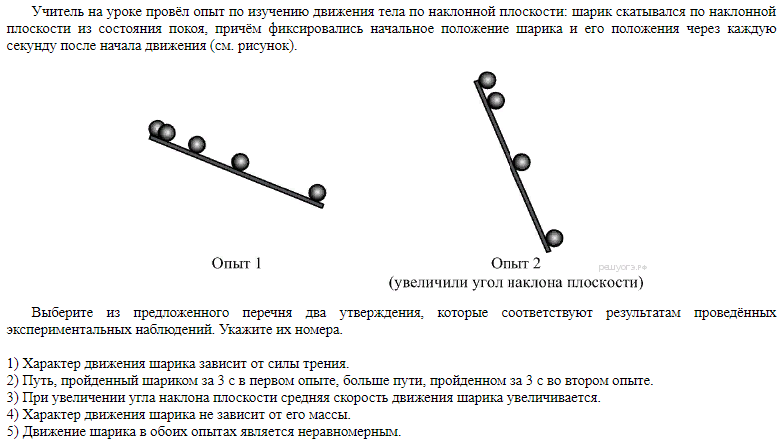 Учитель на уроке провёл опыт по изучению движения тела по наклонной плоскости: шарик скатывался по наклонной
плоскости из состояния покоя, причём фиксировались начальное положение шарика и его положения через каждую
секунду после начала движения (см. рисунок).
Опыт 1
Опыт 2
решуогэ.рф
(увеличили угол наклона плоскости)
Выберите из предложенного перечня два утверждения, которые соответствуют результатам проведённых
экспериментальных наблюдений. Укажите их номера.
1) Характер движения шарика зависит от силы трения.
2) Путь, пройденный шариком за 3 с в первом опыте, больше пути, пройденном за 3 с во втором опыте.
3) При увеличении угла наклона плоскости средняя скорость движения шарика увеличивается.
4) Характер движения шарика не зависит от его массы.
5) Движение шарика в обоих опытах является неравномерным.